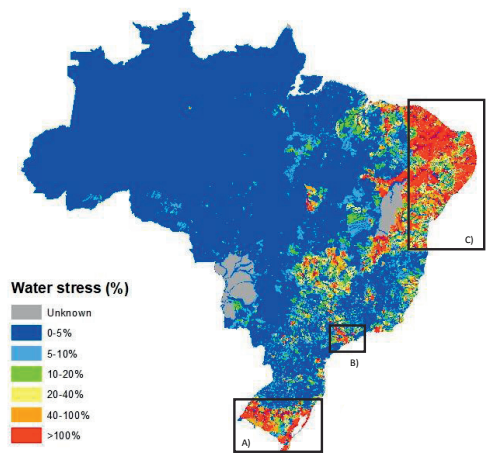 C)
Water stress (%)
Unknown
0-5%
5-10%
10-20%
20-40%
40-100%
>100%
B)
A)